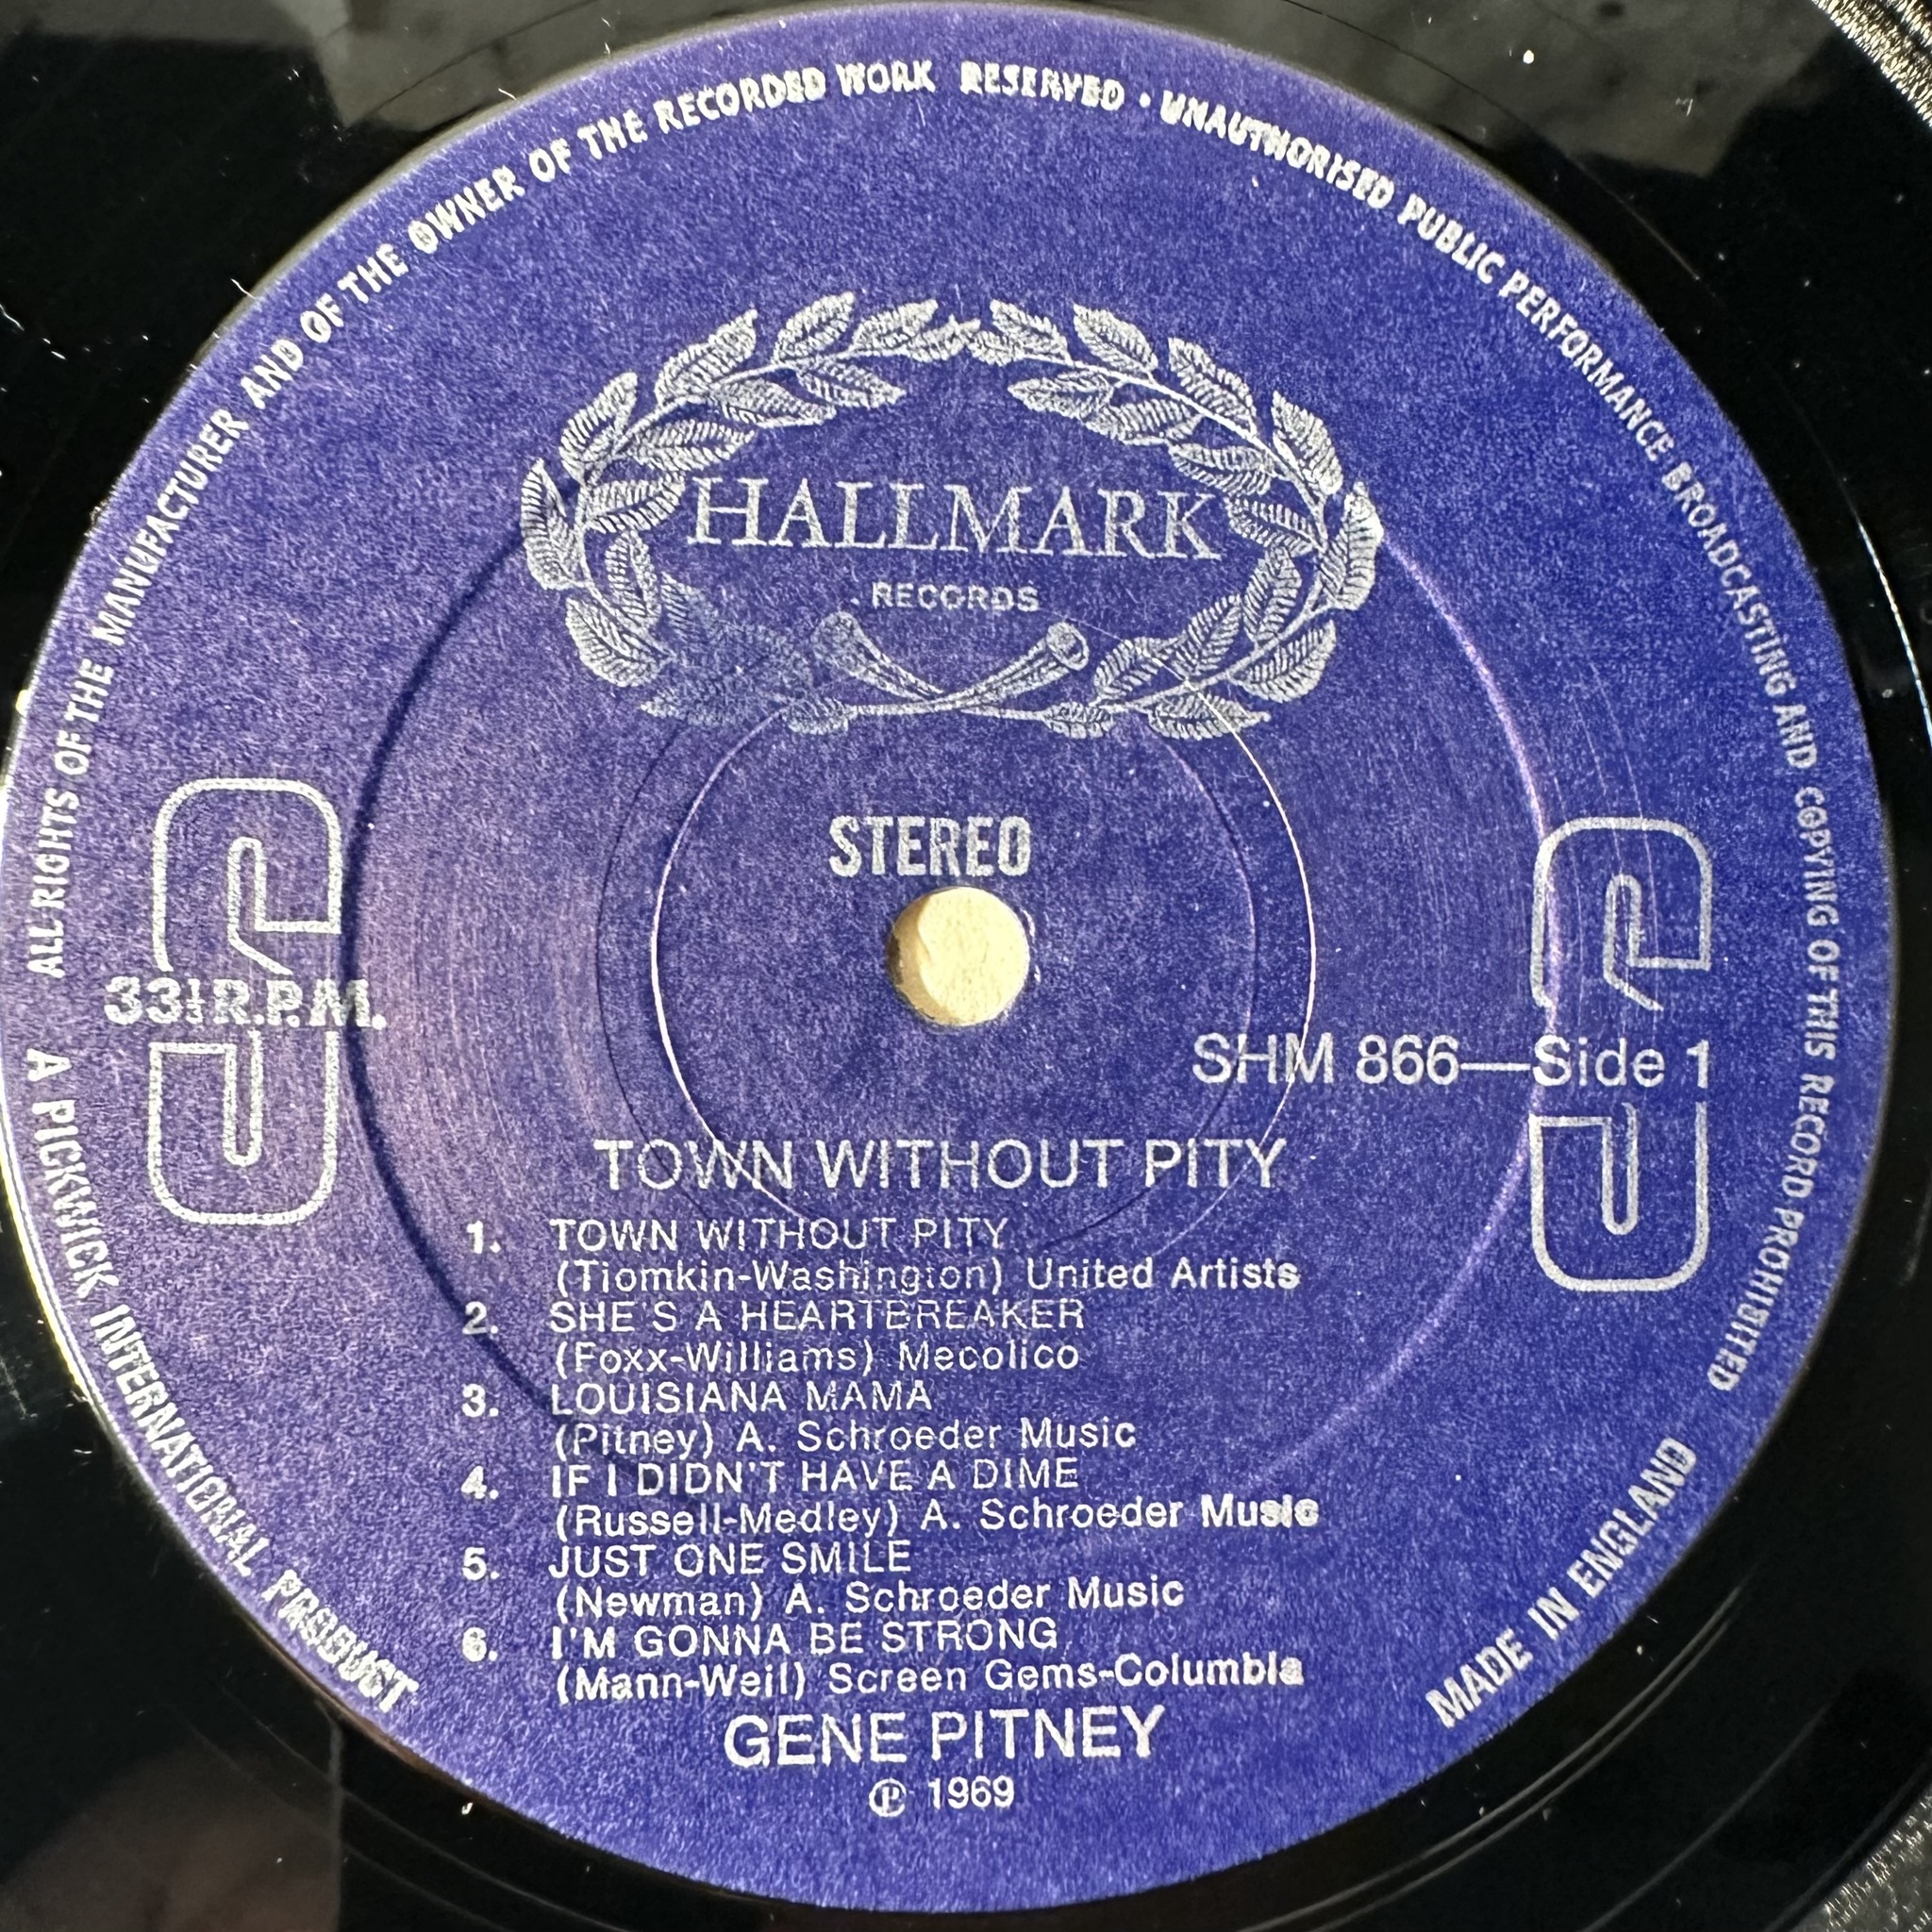 ALL RIGHTS OF THE MANUFACTURER AND OF THE OWNER OF THE RECORDED WORK RESERVED • UNAUTHORISED PUBLIC PERFORMANCE BROADCASTING AND COPYING OF THIS RECORD PROHIBITED
HALLMARK
RECORDS
STEREO
33⅓ R.P.M.
SHM 866—Side 1
TOWN WITHOUT PITY
1. TOWN WITHOUT PITY
(Tiomkin-Washington) United Artists
2. SHE'S A HEARTBREAKER
(Foxx-Williams) Mecolico
3. LOUISIANA MAMA
(Pitney) A. Schroeder Music
4. IF I DIDN'T HAVE A DIME
(Russell-Medley) A. Schroeder Music
5. JUST ONE SMILE
(Newman) A. Schroeder Music
6. I'M GONNA BE STRONG
(Mann-Weil) Screen Gems-Columbia
GENE PITNEY
℗ 1969
A PICKWICK INTERNATIONAL PRODUCT
MADE IN ENGLAND